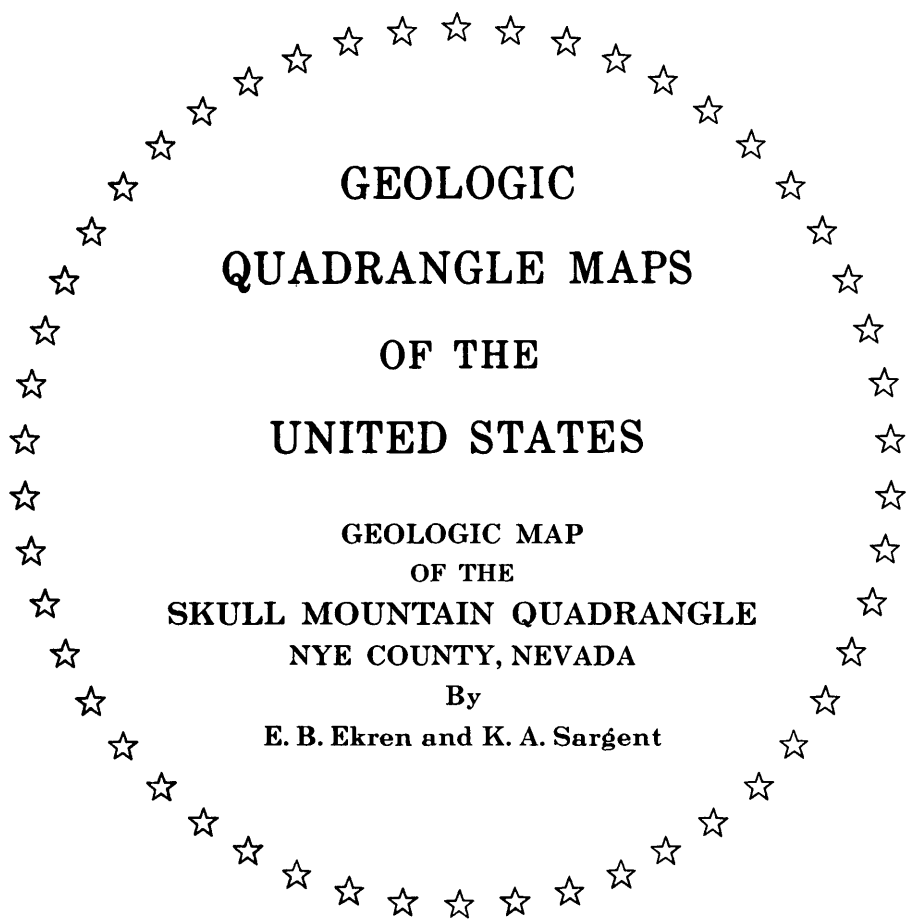 GEOLOGIC
QUADRANGLE MAPS
OF THE
UNITED STATES
GEOLOGIC MAP
OF THE
SKULL MOUNTAIN QUADRANGLE
NYE COUNTY, NEVADA
By
E. B. Ekren and K. A. Sargent